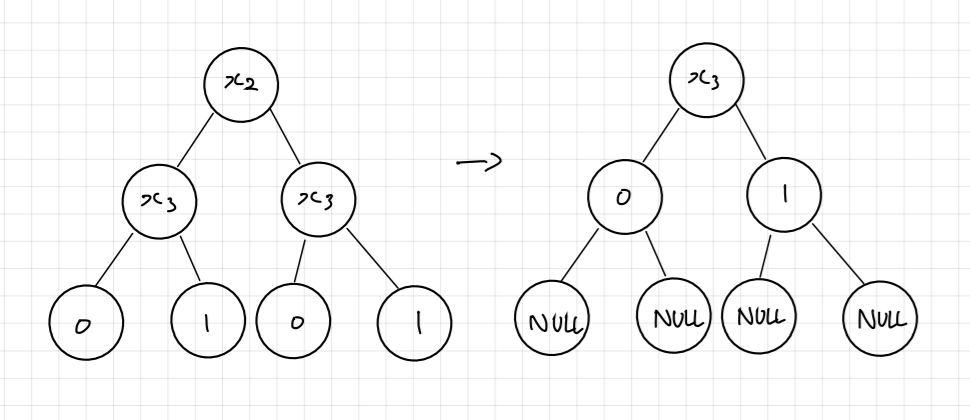 x₂ → x₃
x₃ x₃ 0 1
0 1 0 1 NULL NULL NULL NULL